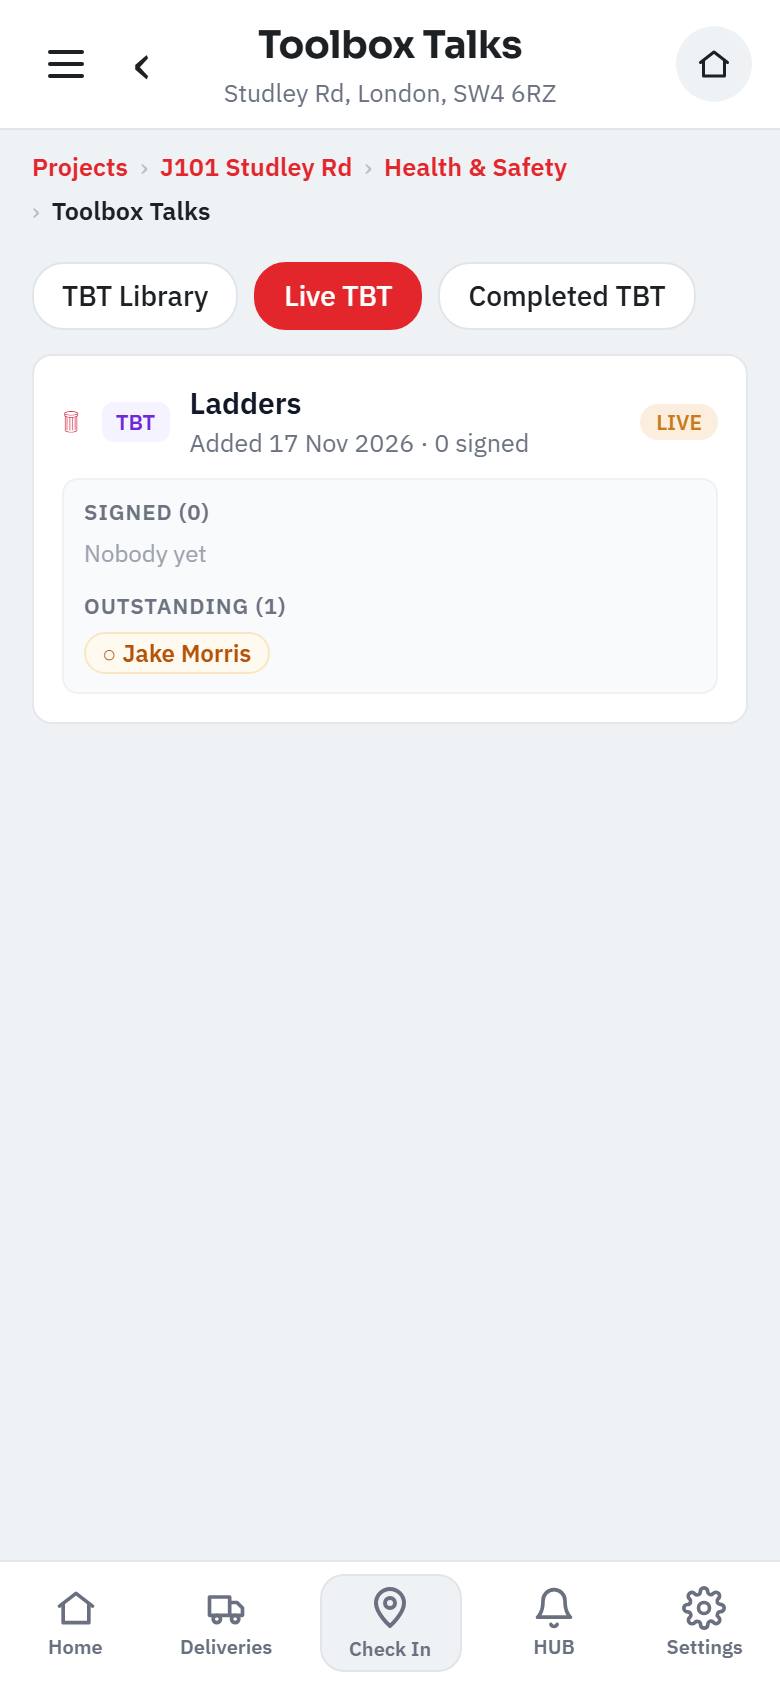 Toolbox Talks
Studley Rd, London, SW4 6RZ
Projects › J101 Studley Rd › Health & Safety
› Toolbox Talks
TBT Library
Live TBT
Completed TBT
TBT
Ladders
Added 17 Nov 2026 · 0 signed
LIVE
SIGNED (0)
Nobody yet
OUTSTANDING (1)
○ Jake Morris
Home
Deliveries
Check In
HUB
Settings